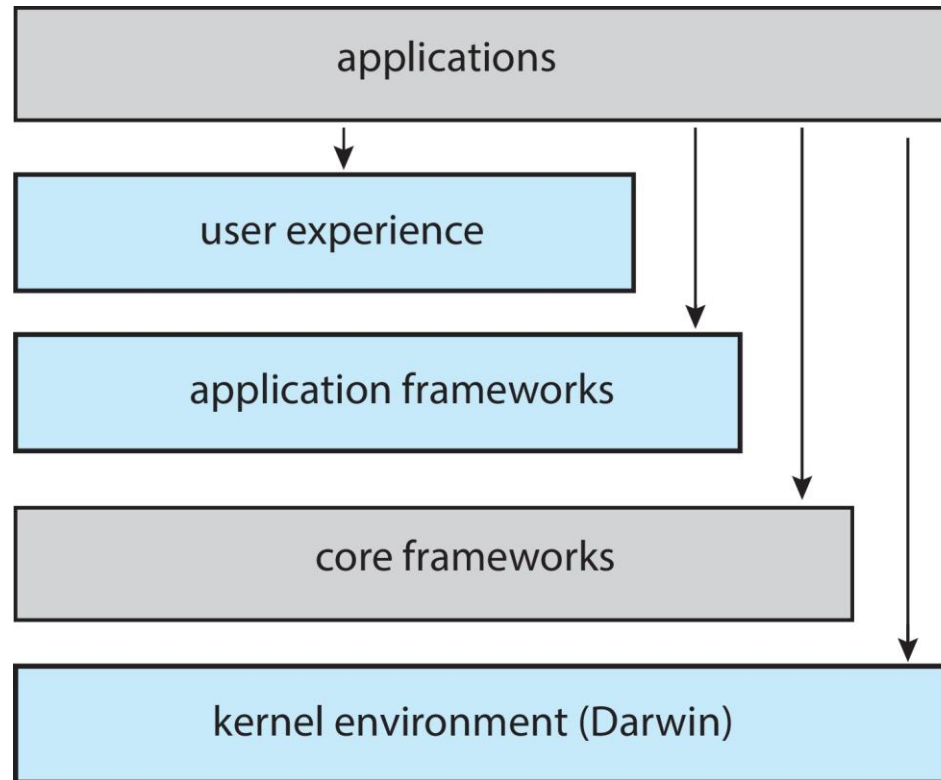 applications
user experience
application frameworks
core frameworks
kernel environment (Darwin)